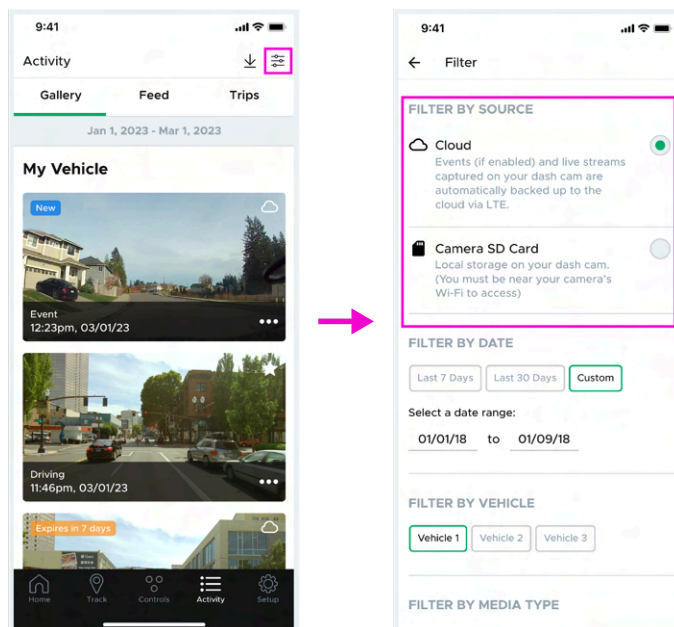 9:41
Activity
Gallery Feed Trips
Jan 1, 2023 - Mar 1, 2023
My Vehicle
New
Event
12:23pm, 03/01/23
Driving
11:46pm, 03/01/23
Expires in 7 days
Home Track Controls Activity Setup
9:41
Filter
FILTER BY SOURCE
Cloud
Events (if enabled) and live streams
captured on your dash cam are
automatically backed up to the
cloud via LTE.
Camera SD Card
Local storage on your dash cam.
(You must be near your camera's
Wi-Fi to access)
FILTER BY DATE
Last 7 Days Last 30 Days Custom
Select a date range:
01/01/18 to 01/09/18
FILTER BY VEHICLE
Vehicle 1 Vehicle 2 Vehicle 3
FILTER BY MEDIA TYPE